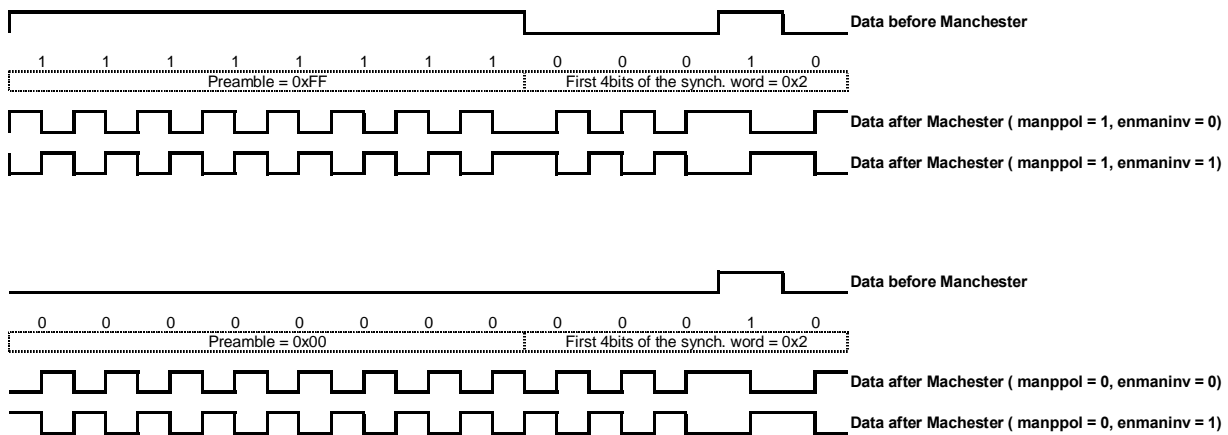 Data before Manchester
1 1 1 1 1 1 1 1 0 0 0 1 0
Preamble = 0xFF First 4bits of the synch. word = 0x2
Data after Machester ( manppol = 1, enmaninv = 0)
Data after Machester ( manppol = 1, enmaninv = 1)
Data before Manchester
0 0 0 0 0 0 0 0 0 0 0 1 0
Preamble = 0x00 First 4bits of the synch. word = 0x2
Data after Machester ( manppol = 0, enmaninv = 0)
Data after Machester ( manppol = 0, enmaninv = 1)